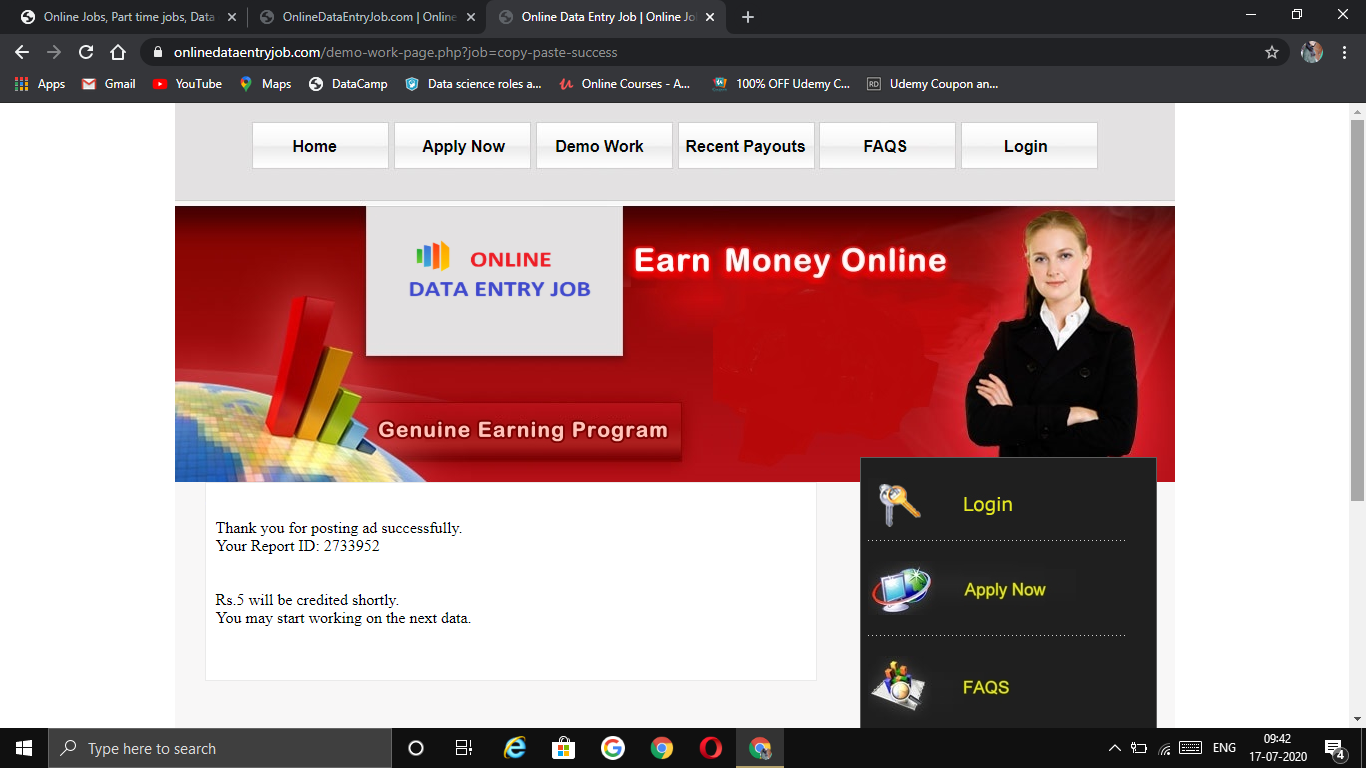 Online Jobs, Part time jobs, Data
OnlineDataEntryJob.com | Online
Online Data Entry Job | Online Jo
onlinedataentryjob.com/demo-work-page.php?job=copy-paste-success
Apps
Gmail
YouTube
Maps
DataCamp
Data science roles a...
Online Courses - A...
100% OFF Udemy C...
RD
Udemy Coupon an...
Home
Apply Now
Demo Work
Recent Payouts
FAQS
Login
ONLINE
DATA ENTRY JOB
Earn Money Online
Genuine Earning Program
Thank you for posting ad successfully.
Your Report ID: 2733952
Rs.5 will be credited shortly.
You may start working on the next data.
Login
Apply Now
FAQS
Type here to search
ENG
09:42
17-07-2020
4